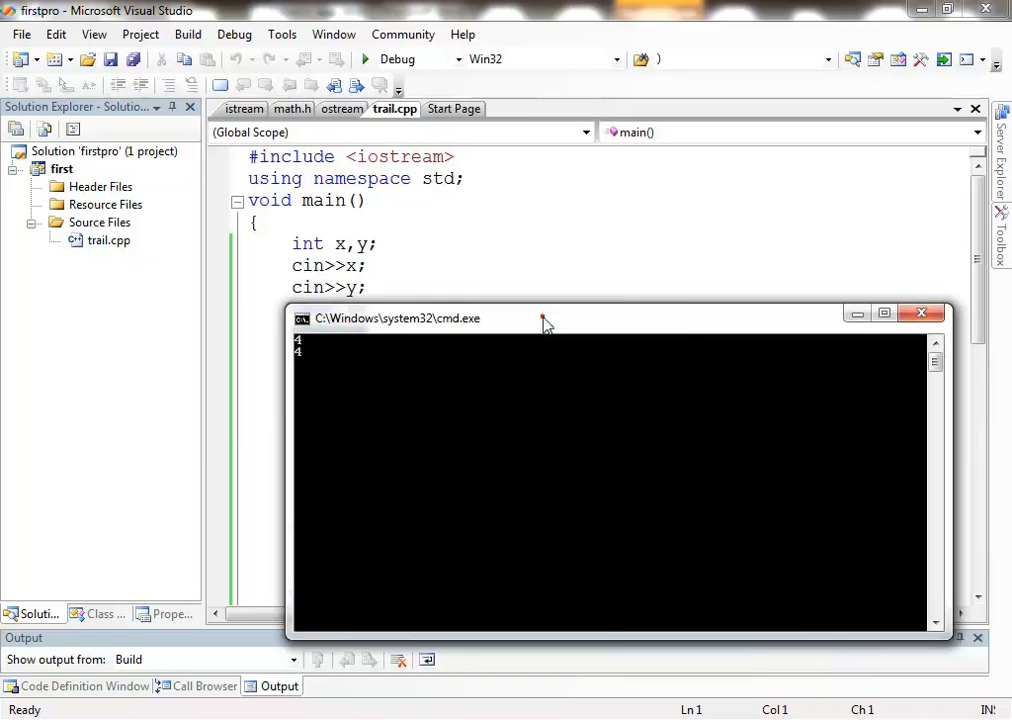 firstpro - Microsoft Visual Studio
File Edit View Project Build Debug Tools Window Community Help
Debug Win32 )
Solution Explorer - Solutio...
istream math.h ostream trail.cpp Start Page
(Global Scope) main()
Solution 'firstpro' (1 project)
first
Header Files
Resource Files
Source Files
trail.cpp
#include <iostream>
using namespace std;
void main()
{
int x,y;
cin>>x;
cin>>y;
C:\Windows\system32\cmd.exe
4
4
Server Explorer
Toolbox
Soluti... Class ... Prope...
Output
Show output from: Build
Code Definition Window Call Browser Output
Ready Ln 1 Col 1 Ch 1 INS